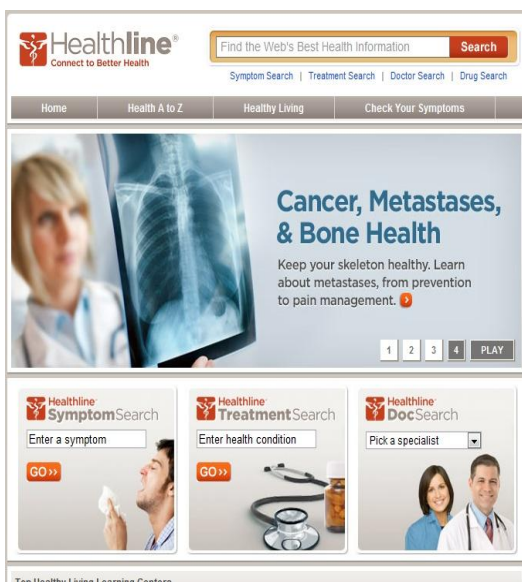 Healthline®
Connect to Better Health
Find the Web's Best Health Information
Search
Symptom Search | Treatment Search | Doctor Search | Drug Search
Home Health A to Z Healthy Living Check Your Symptoms
Cancer, Metastases,
& Bone Health
Keep your skeleton healthy. Learn
about metastases, from prevention
to pain management.
1 2 3 4 PLAY
Healthline
SymptomSearch
Enter a symptom
GO »
Healthline
TreatmentSearch
Enter health condition
GO »
Healthline
DocSearch
Pick a specialist
Top Healthy Living Learning Centers